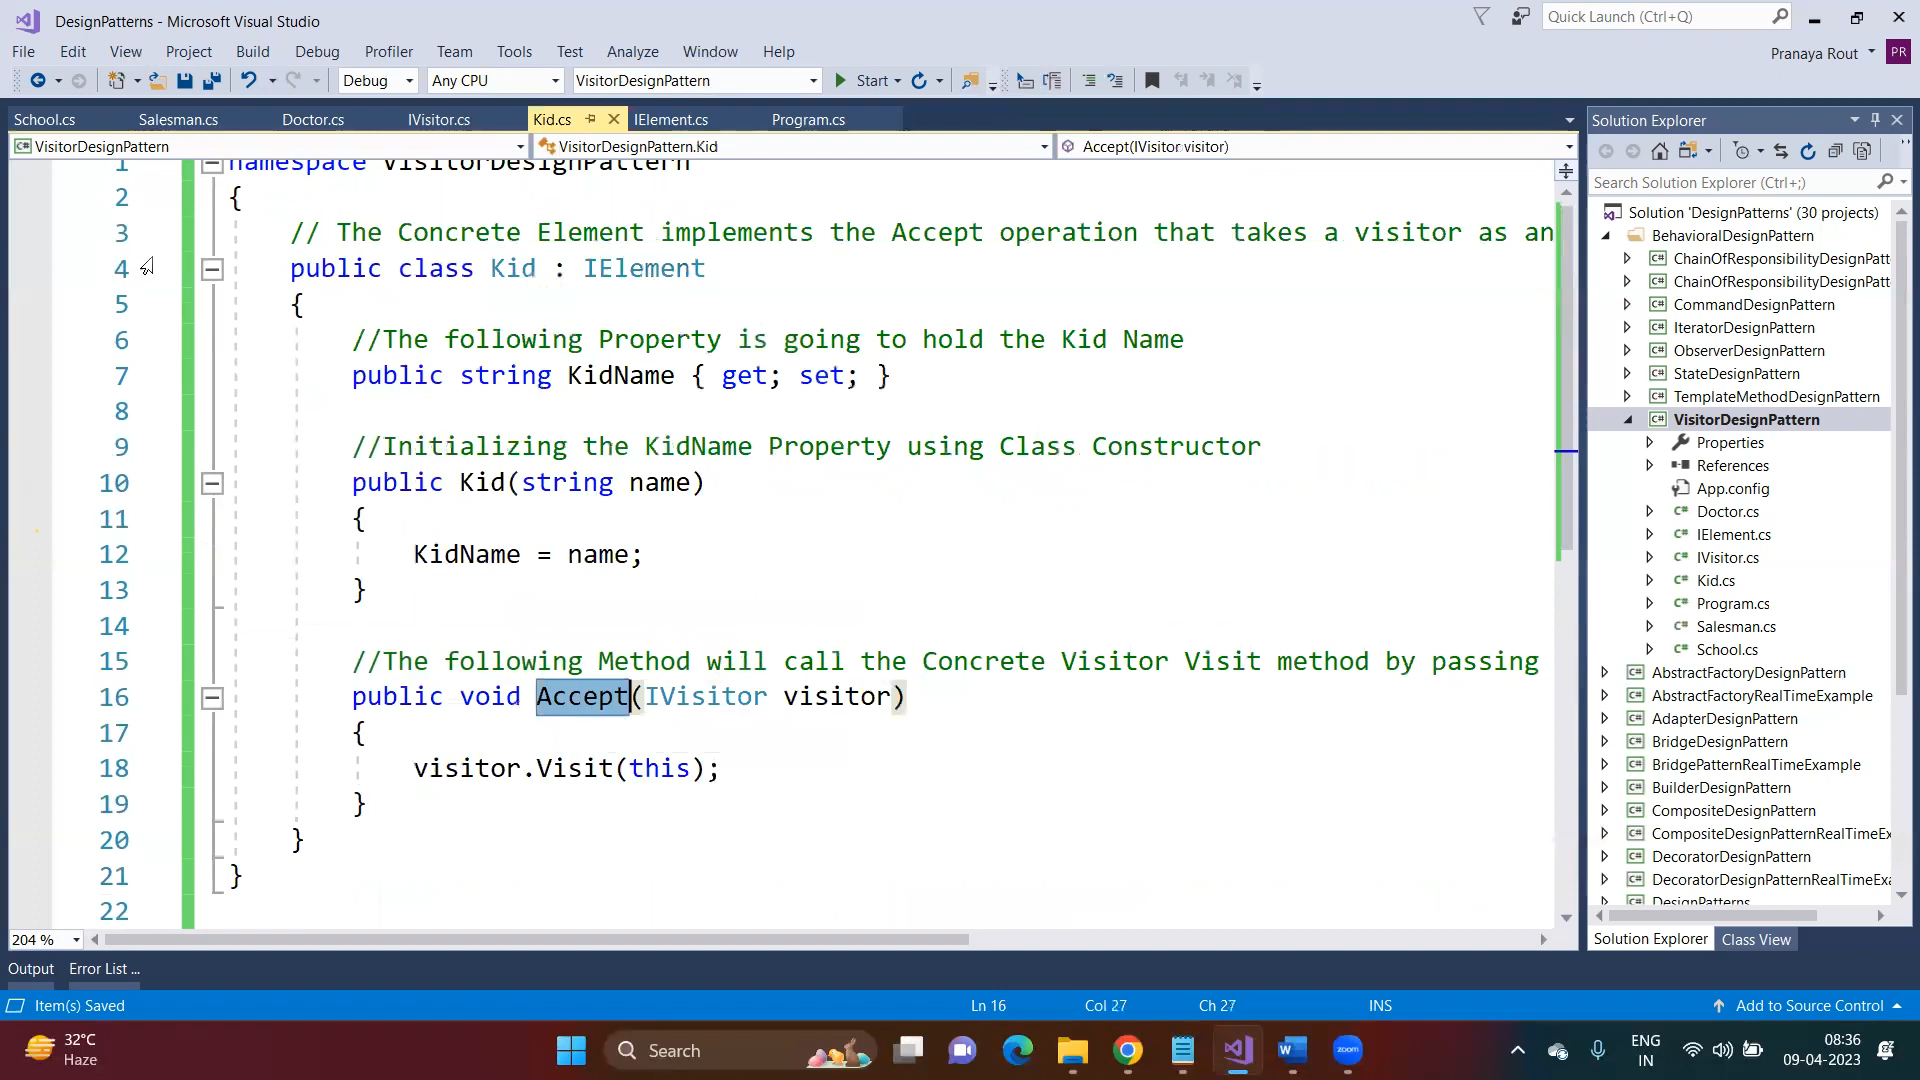 DesignPatterns - Microsoft Visual Studio
Quick Launch (Ctrl+Q)
File Edit View Project Build Debug Profiler Team Tools Test Analyze Window Help
Pranaya Rout PR
Debug Any CPU VisitorDesignPattern Start
School.cs Salesman.cs Doctor.cs IVisitor.cs Kid.cs IElement.cs Program.cs
VisitorDesignPattern VisitorDesignPattern.Kid Accept(IVisitor visitor)
1 namespace VisitorDesignPattern
2 {
3 // The Concrete Element implements the Accept operation that takes a visitor as an
4 public class Kid : IElement
5 {
6 //The following Property is going to hold the Kid Name
7 public string KidName { get; set; }
8
9 //Initializing the KidName Property using Class Constructor
10 public Kid(string name)
11 {
12 KidName = name;
13 }
14
15 //The following Method will call the Concrete Visitor Visit method by passing
16 public void Accept(IVisitor visitor)
17 {
18 visitor.Visit(this);
19 }
20 }
21 }
22
204 %
Solution Explorer
Search Solution Explorer (Ctrl+;)
Solution 'DesignPatterns' (30 projects)
BehavioralDesignPattern
C# ChainOfResponsibilityDesignPatt
C# ChainOfResponsibilityDesignPatt
C# CommandDesignPattern
C# IteratorDesignPattern
C# ObserverDesignPattern
C# StateDesignPattern
C# TemplateMethodDesignPattern
C# VisitorDesignPattern
Properties
References
App.config
C# Doctor.cs
C# IElement.cs
C# IVisitor.cs
C# Kid.cs
C# Program.cs
C# Salesman.cs
C# School.cs
C# AbstractFactoryDesignPattern
C# AbstractFactoryRealTimeExample
C# AdapterDesignPattern
C# BridgeDesignPattern
C# BridgePatternRealTimeExample
C# BuilderDesignPattern
C# CompositeDesignPattern
C# CompositeDesignPatternRealTimeEx
C# DecoratorDesignPattern
C# DecoratorDesignPatternRealTimeExa
C# DesignPatterns
Solution Explorer Class View
Output Error List ...
Item(s) Saved Ln 16 Col 27 Ch 27 INS Add to Source Control
32°C
Haze
Search
W
zoom
ENG
IN
08:36
09-04-2023